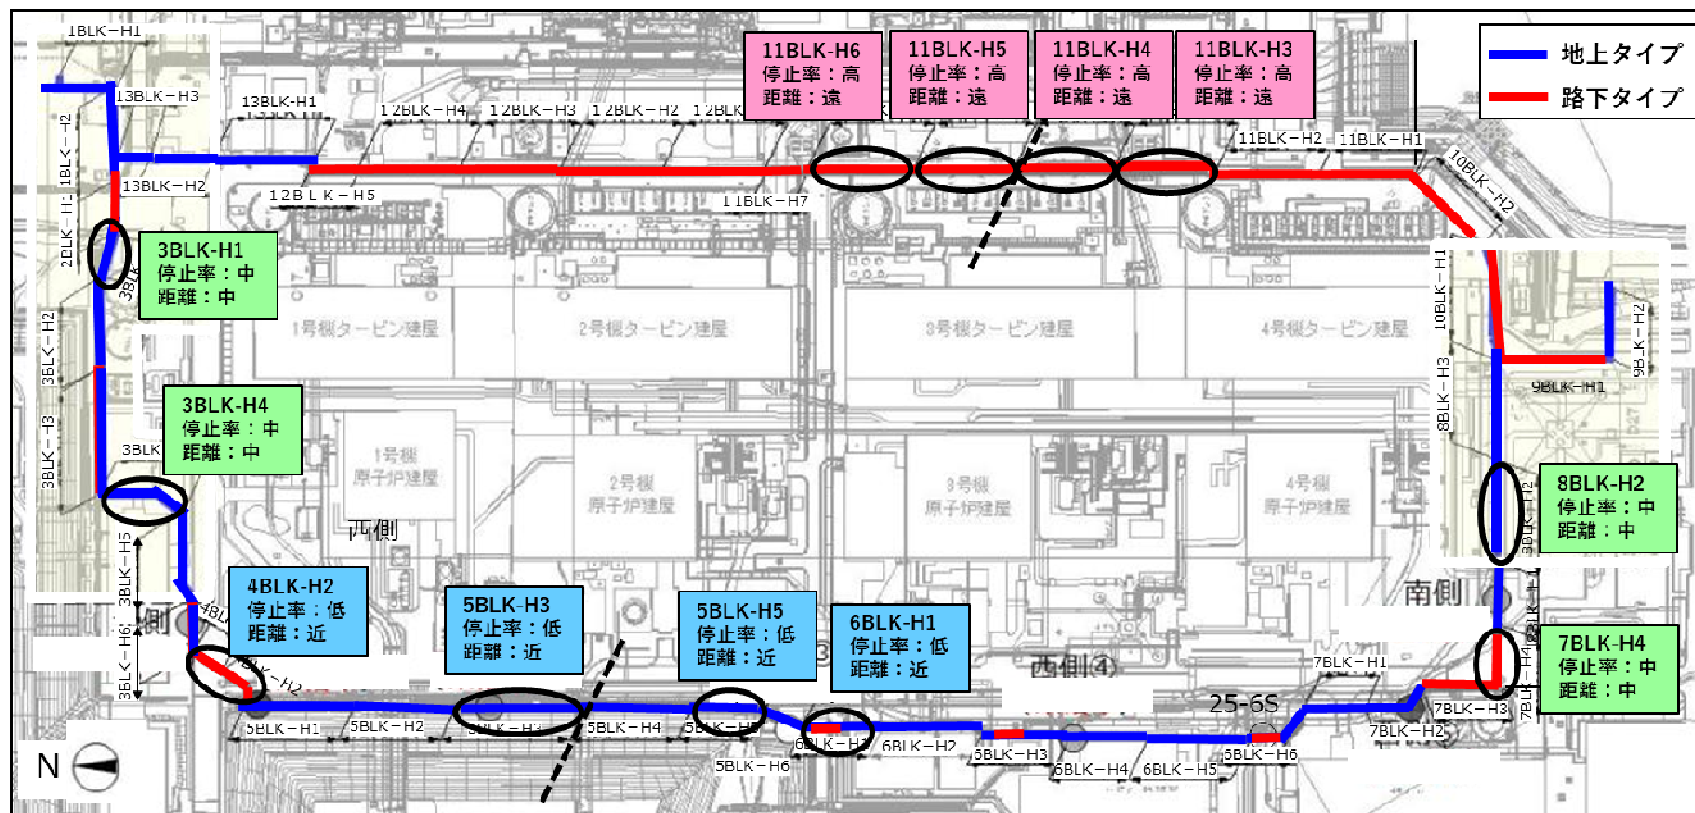 1BLK-H1
13BLK-H3
13BLK-H1
12BLK-H4
12BLK-H3
12BLK-H2
11BLK-H6
停止率：高
距離：遠
11BLK-H5
停止率：高
距離：遠
11BLK-H4
停止率：高
距離：遠
11BLK-H3
停止率：高
距離：遠
地上タイプ
路下タイプ
11BLK-H2
11BLK-H1
10BLK-H2
1BLK-H2
13BLK-H2
12BLK-H5
11BLK-H7
2BLK-H1
3BLK-H1
停止率：中
距離：中
10BLK-H1
1号機タービン建屋
2号機タービン建屋
3号機タービン建屋
4号機タービン建屋
3BLK-H2
9BLK-H2
9BLK-H1
8BLK-H3
3BLK-H4
停止率：中
距離：中
3BLK-H3
1号機
原子炉建屋
2号機
原子炉建屋
3号機
原子炉建屋
4号機
原子炉建屋
西側
8BLK-H2
停止率：中
距離：中
3BLK-H5
4BLK-H2
停止率：低
距離：近
5BLK-H3
停止率：低
距離：近
5BLK-H5
停止率：低
距離：近
6BLK-H1
停止率：低
距離：近
南側
7BLK-H4
停止率：中
距離：中
3BLK-H6
西側④
7BLK-H1
25-6S
7BLK-H3
7BLK-H2
5BLK-H1
5BLK-H2
5BLK-H4
5BLK-H6
6BLK-H2
6BLK-H4
6BLK-H5
N